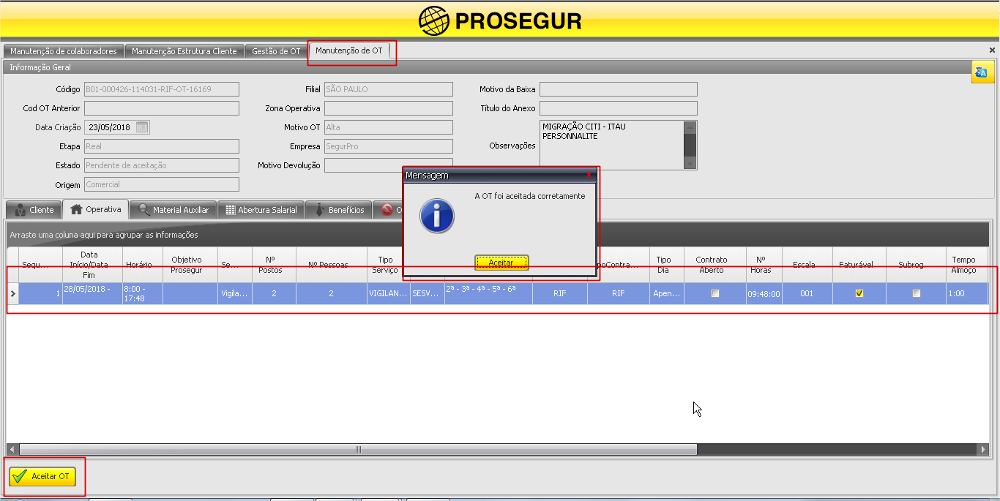 PROSEGUR
Manutenção de colaboradores
Manutenção Estrutura Cliente
Gestão de OT
Manutenção de OT
Informação Geral
Código B01-000426-114031-RIF-OT-16169
Filial SÃO PAULO
Motivo da Baixa
Cod OT Anterior
Zona Operativa
Título do Anexo
Data Criação 23/05/2018
Motivo OT Alta
Observações
MIGRAÇÃO CITI - ITAU
PERSONNALITE
Etapa Real
Empresa SegurPro
Estado Pendente de aceitação
Motivo Devolução
Origem Comercial
Mensagem
A OT foi aceitada corretamente
Aceitar
Cliente
Operativa
Material Auxiliar
Abertura Salarial
Benefícios
Arraste uma coluna aqui para agrupar as informações
Sequ...
Data
Início/Data
Fim
Horário
Objetivo
Prosegur
Se...
Nº
Postos
Nº Pessoas
Tipo
Serviço
poContra...
Tipo
Dia
Contrato
Aberto
Nº
Horas
Escala
Faturável
Subrog.
Tempo
Almoço
1
28/05/2018 -
8:00 -
17:48
Vigila...
2
2
VIGILAN...
SESV...
2ª - 3ª - 4ª - 5ª - 6ª
RIF
RIF
Apen...
09:48:00
001
1:00
Aceitar OT